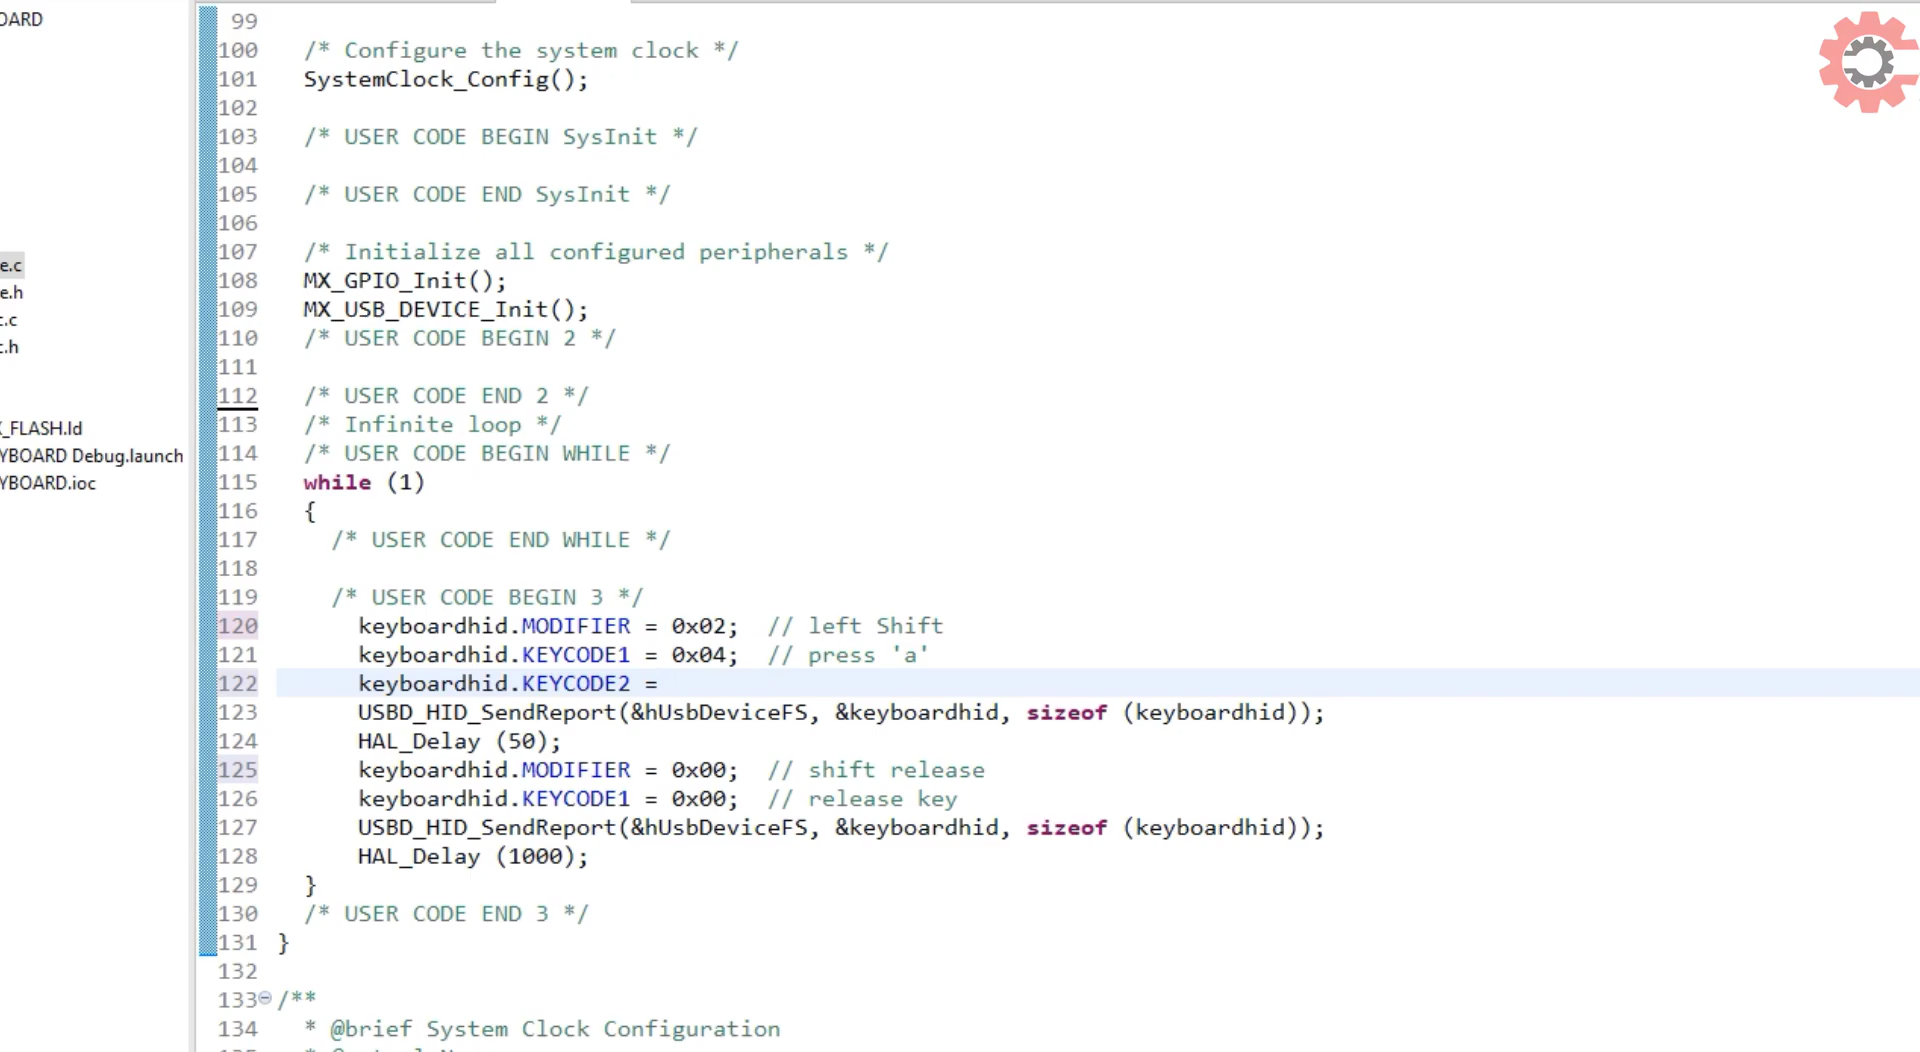 OARD
e.c
e.h
c.c
c.h
X_FLASH.ld
YBOARD Debug.launch
YBOARD.ioc
99
100 /* Configure the system clock */
101 SystemClock_Config();
102
103 /* USER CODE BEGIN SysInit */
104
105 /* USER CODE END SysInit */
106
107 /* Initialize all configured peripherals */
108 MX_GPIO_Init();
109 MX_USB_DEVICE_Init();
110 /* USER CODE BEGIN 2 */
111
112 /* USER CODE END 2 */
113 /* Infinite loop */
114 /* USER CODE BEGIN WHILE */
115 while (1)
116 {
117 /* USER CODE END WHILE */
118
119 /* USER CODE BEGIN 3 */
120 keyboardhid.MODIFIER = 0x02; // left Shift
121 keyboardhid.KEYCODE1 = 0x04; // press 'a'
122 keyboardhid.KEYCODE2 =
123 USBD_HID_SendReport(&hUsbDeviceFS, &keyboardhid, sizeof (keyboardhid));
124 HAL_Delay (50);
125 keyboardhid.MODIFIER = 0x00; // shift release
126 keyboardhid.KEYCODE1 = 0x00; // release key
127 USBD_HID_SendReport(&hUsbDeviceFS, &keyboardhid, sizeof (keyboardhid));
128 HAL_Delay (1000);
129 }
130 /* USER CODE END 3 */
131 }
132
133 /**
134 * @brief System Clock Configuration